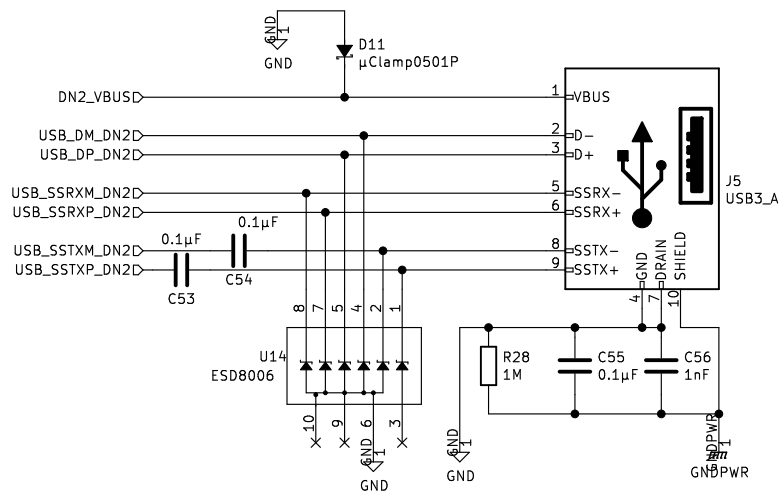 GND
1
GND
D11
µClamp0501P
DN2_VBUS
1
VBUS
USB_DM_DN2
2
D-
USB_DP_DN2
3
D+
J5
USB3_A
USB_SSRXM_DN2
5
SSRX-
USB_SSRXP_DN2
6
SSRX+
0.1µF
0.1µF
USB_SSTXM_DN2
8
SSTX-
USB_SSTXP_DN2
9
SSTX+
C53
C54
GND
DRAIN
SHIELD
4
7
10
8
7
5
4
2
1
U14
ESD8006
10
9
6
3
GND
1
GND
R28
1M
C55
0.1µF
C56
1nF
GND
1
GND
GNDPWR
1
GNDPWR